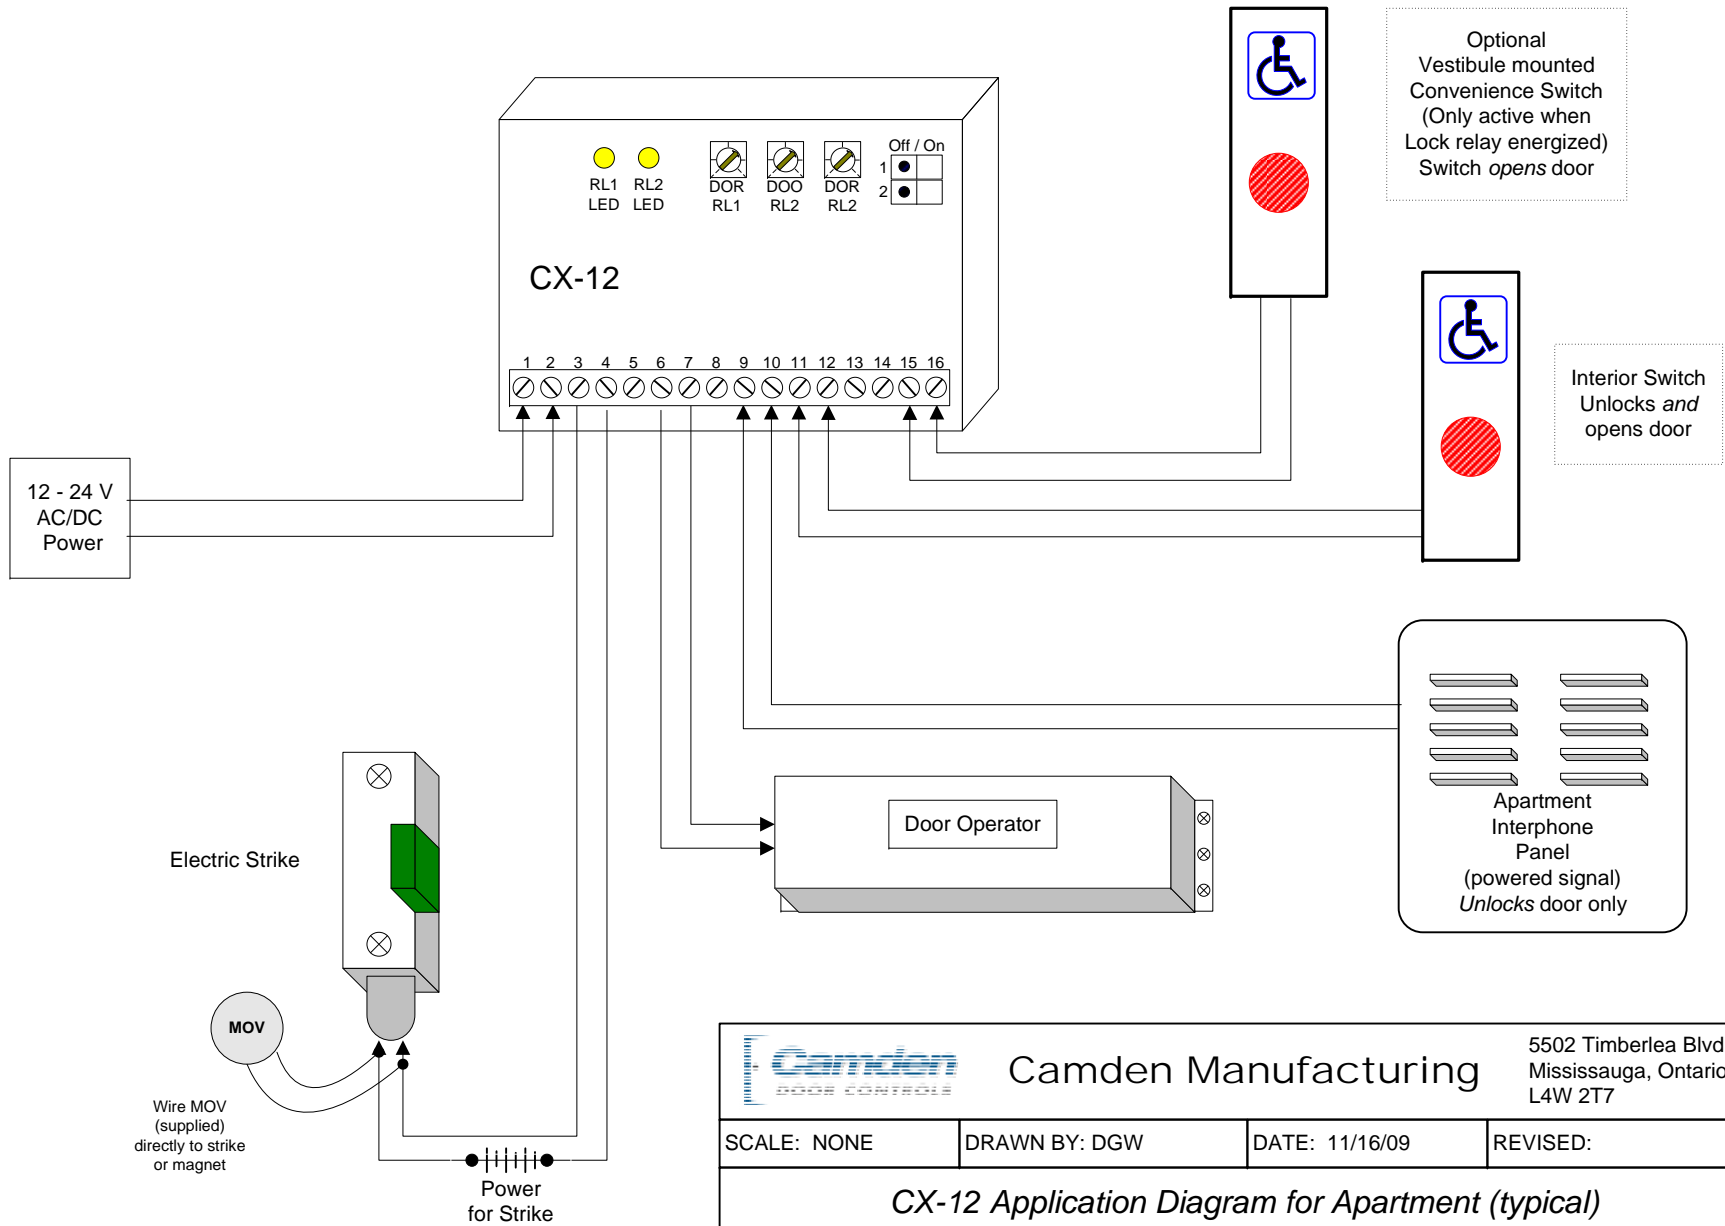 Optional
Vestibule mounted
Convenience Switch
(Only active when
Lock relay energized)
Switch opens door
Off / On
1
2
RL1
LED
RL2
LED
DOR
RL1
DOO
RL2
DOR
RL2
CX-12
1 2 3 4 5 6 7 8 9 10 11 12 13 14 15 16
Interior Switch
Unlocks and
opens door
12 - 24 V
AC/DC
Power
Apartment
Interphone
Panel
(powered signal)
Unlocks door only
Door Operator
Electric Strike
MOV
Wire MOV
(supplied)
directly to strike
or magnet
Power
for Strike
Camden
DOOR CONTROLS
Camden Manufacturing
5502 Timberlea Blvd
Mississauga, Ontario
L4W 2T7
SCALE: NONE
DRAWN BY: DGW
DATE: 11/16/09
REVISED:
CX-12 Application Diagram for Apartment (typical)